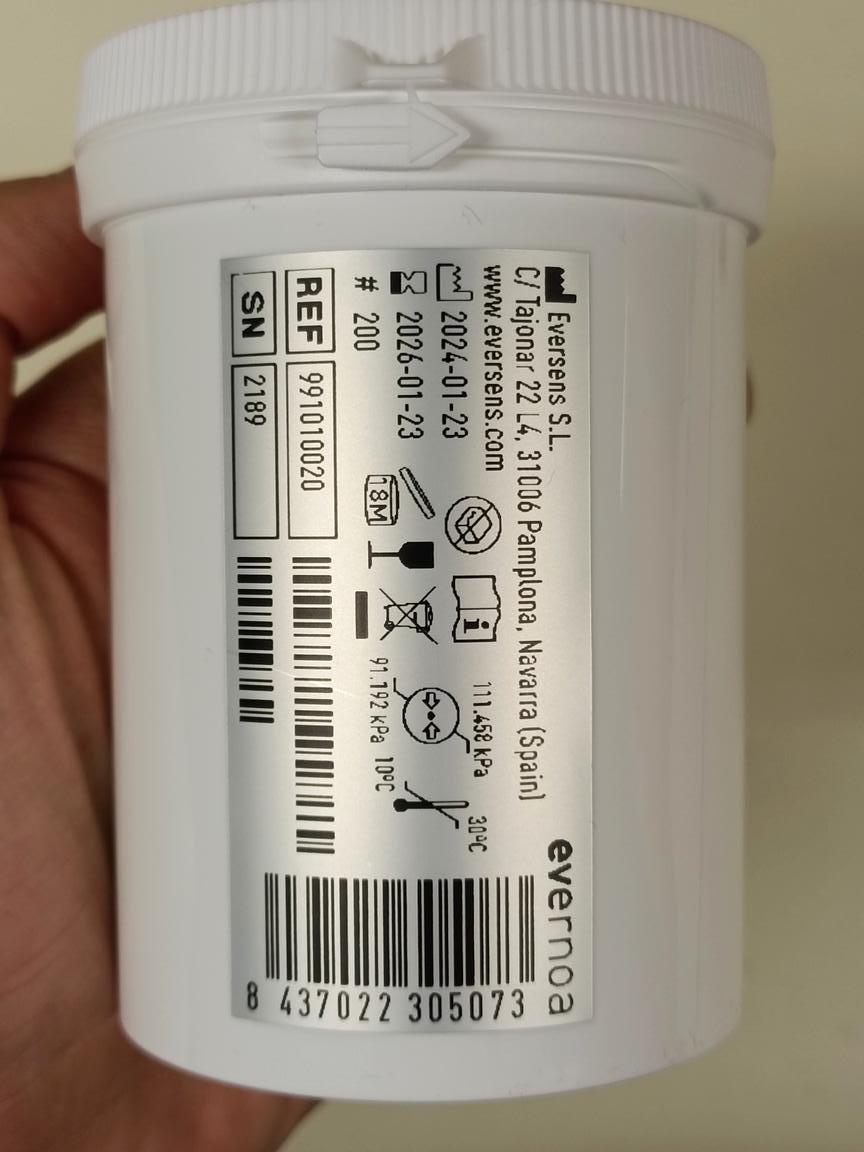 Eversens S.L.
C/ Tajonar 22 L4, 31006 Pamplona, Navarra (Spain)
www.eversens.com
evernoa
2024-01-23
2026-01-23
# 200
18M
111.458 kPa
91.192 kPa
30ºC
10ºC
REF 991010020
SN 2189
8 437022 305073